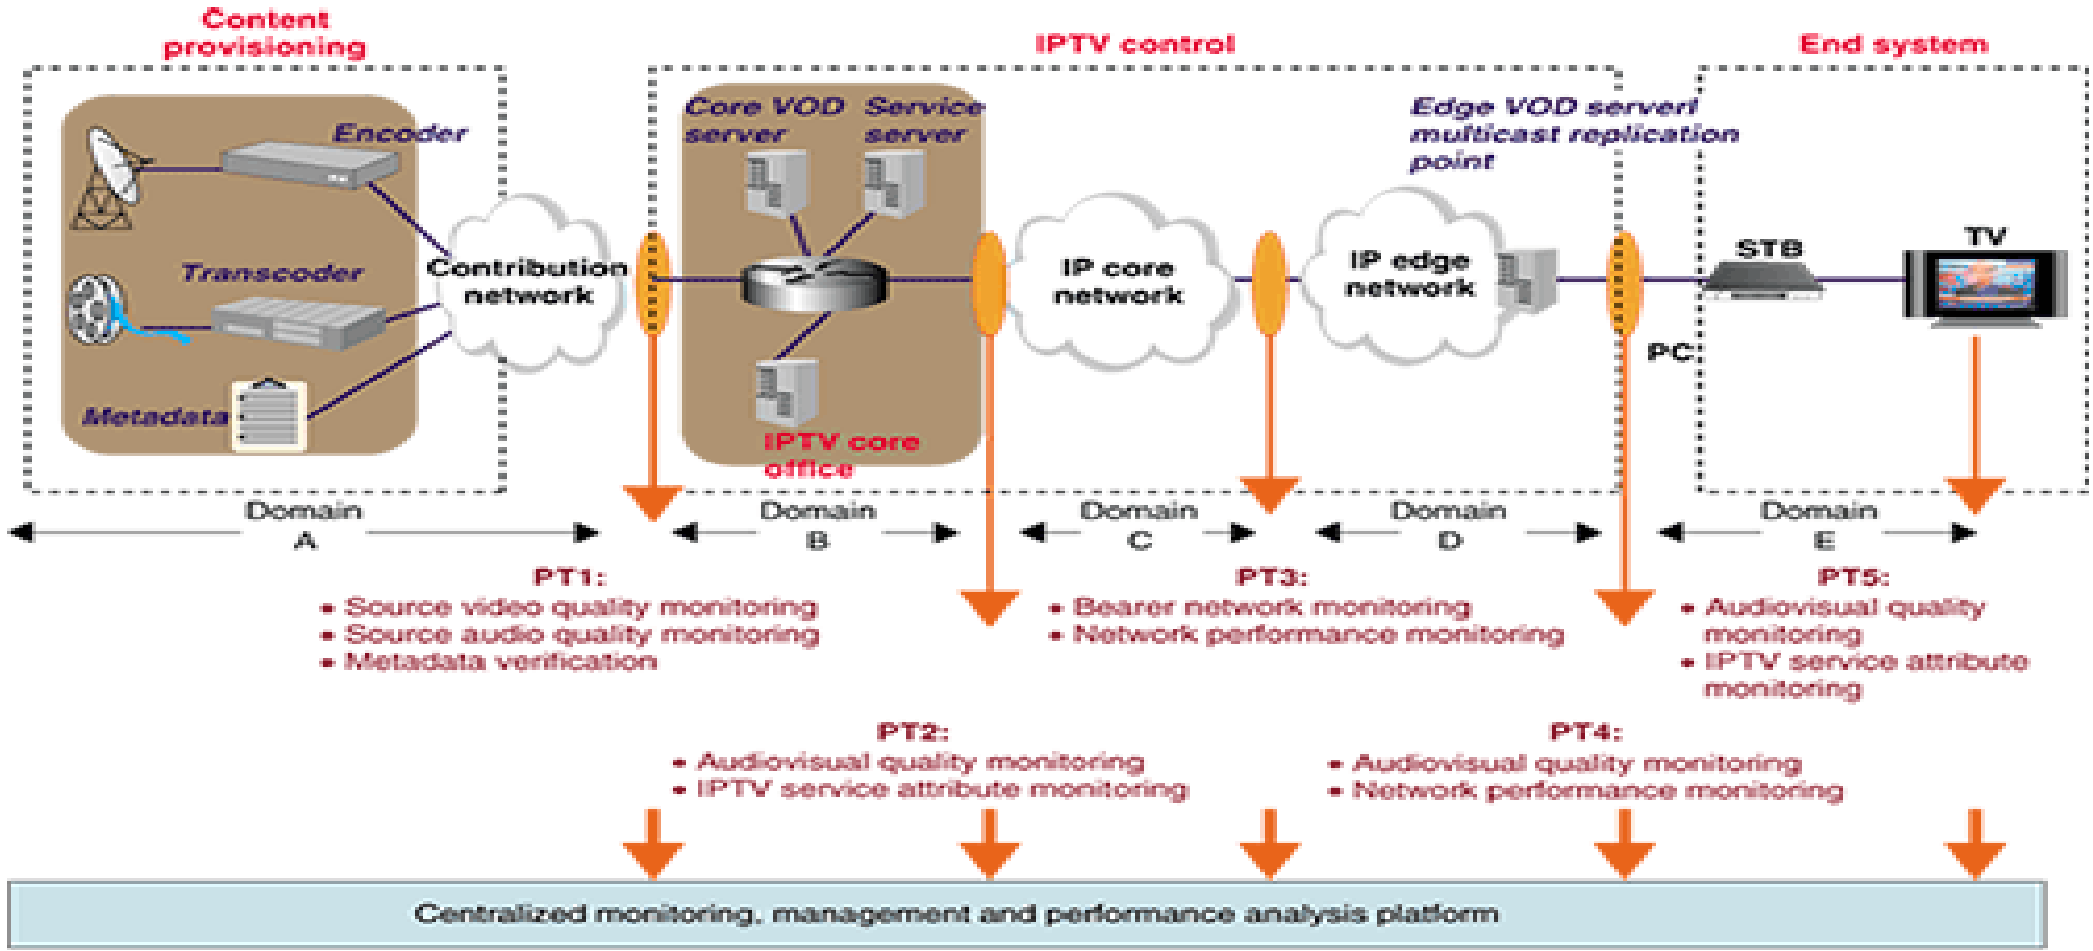 Content
provisioning
IPTV control
End system
Encoder
Transcoder
Metadata
Contribution
network
Core VOD
server
Service
server
IPTV core
office
IP core
network
IP edge
network
Edge VOD serverl
multicast replication
point
PC
STB
TV
Domain
A
Domain
B
Domain
C
Domain
D
Domain
E
PT1:
• Source video quality monitoring
• Source audio quality monitoring
• Metadata verification
PT3:
• Bearer network monitoring
• Network performance monitoring
PT5:
• Audiovisual quality
monitoring
• IPTV service attribute
monitoring
PT2:
• Audiovisual quality monitoring
• IPTV service attribute monitoring
PT4:
• Audiovisual quality monitoring
• Network performance monitoring
Centralized monitoring, management and performance analysis platform